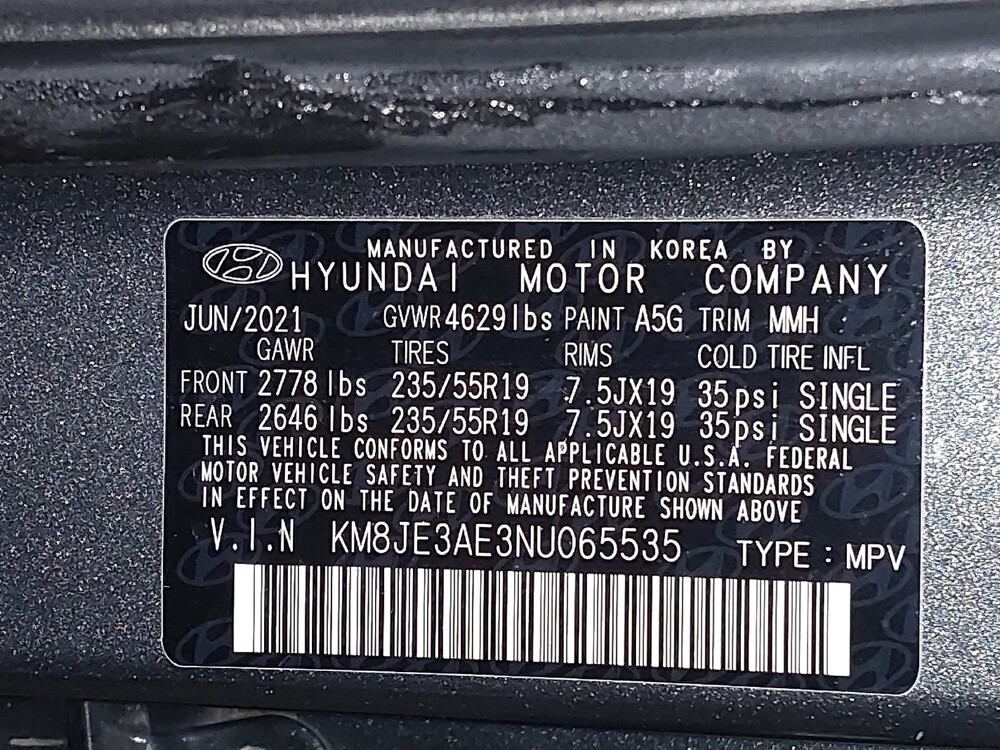 MANUFACTURED IN KOREA BY
HYUNDAI MOTOR COMPANY
JUN/2021 GVWR 4629 lbs PAINT A5G TRIM MMH
GAWR TIRES RIMS COLD TIRE INFL
FRONT 2778 lbs 235/55R19 7.5JX19 35psi SINGLE
REAR 2646 lbs 235/55R19 7.5JX19 35psi SINGLE
THIS VEHICLE CONFORMS TO ALL APPLICABLE U.S.A. FEDERAL
MOTOR VEHICLE SAFETY AND THEFT PREVENTION STANDARDS
IN EFFECT ON THE DATE OF MANUFACTURE SHOWN ABOVE
V.I.N KM8JE3AE3NU065535 TYPE : MPV